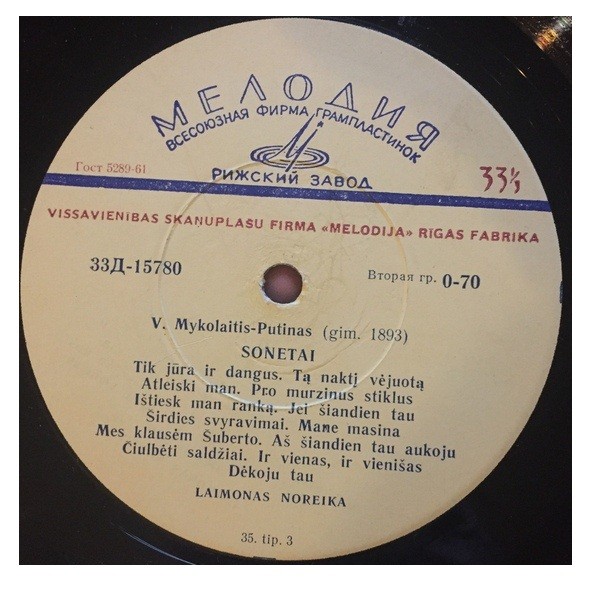 МЕЛОДИЯ
ВСЕСОЮЗНАЯ ФИРМА ГРАМПЛАСТИНОК
Гост 5289-61
РИЖСКИЙ ЗАВОД
33⅓
VISSAVIENĪBAS SKAŅUPLAŠU FIRMA «MELODIJA» RĪGAS FABRIKA
33Д-15780
Вторая гр. 0-70
V. Mykolaitis-Putinas (gim. 1893)
SONETAI
Tik jūra ir dangus. Tą naktį vėjuotą
Atleiski man. Pro murzinus stiklus
Ištiesk man ranką. Jei šiandien tau
Širdies svyravimai. Mane masina
Mes klausėm Šuberto. Aš šiandien tau aukoju
Čiulbėti saldžiai. Ir vienas, ir vienišas
Dėkoju tau
LAIMONAS NOREIKA
35. tip. 3